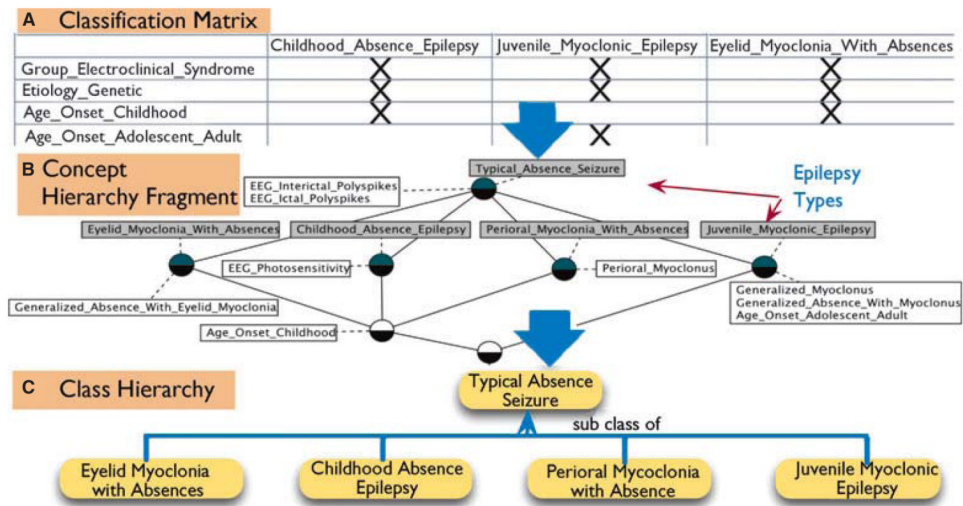 A Classification Matrix
Childhood_Absence_Epilepsy Juvenile_Myoclonic_Epilepsy Eyelid_Myoclonia_With_Absences
Group_Electroclinical_Syndrome X X X
Etiology_Genetic X X X
Age_Onset_Childhood X X
Age_Onset_Adolescent_Adult X
B Concept
Hierarchy Fragment
Typical_Absence_Seizure
EEG_Interictal_Polyspikes
EEG_Ictal_Polyspikes
Epilepsy
Types
Eyelid_Myoclonia_With_Absences Childhood_Absence_Epilepsy Perioral_Myoclonia_With_Absences Juvenile_Myoclonic_Epilepsy
EEG_Photosensitivity
Perioral_Myoclonus
Generalized_Absence_With_Eyelid_Myoclonia
Generalized_Myoclonus
Generalized_Absence_With_Myoclonus
Age_Onset_Adolescent_Adult
Age_Onset_Childhood
C Class Hierarchy
Typical Absence
Seizure
sub class of
Eyelid Myoclonia
with Absences
Childhood Absence
Epilepsy
Perioral Mycoclonia
with Absence
Juvenile Myoclonic
Epilepsy